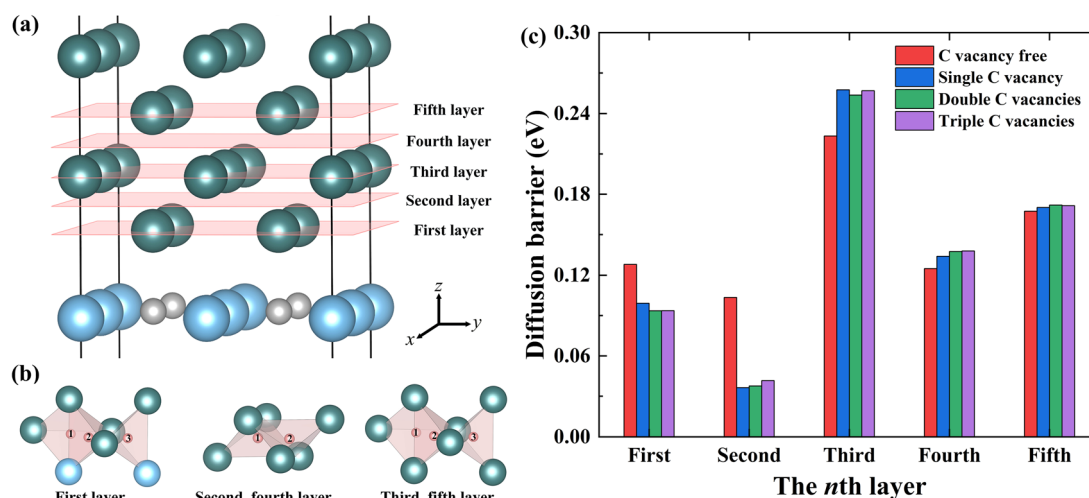 (a)
Fifth layer
Fourth layer
Third layer
Second layer
First layer
z
y
x
(b)
1
2
3
1
2
1
2
3
First layer
Second, fourth layer
Third, fifth layer
(c)
0.30
0.24
0.18
0.12
0.06
0.00
Diffusion barrier (eV)
C vacancy free
Single C vacancy
Double C vacancies
Triple C vacancies
First
Second
Third
Fourth
Fifth
The nth layer